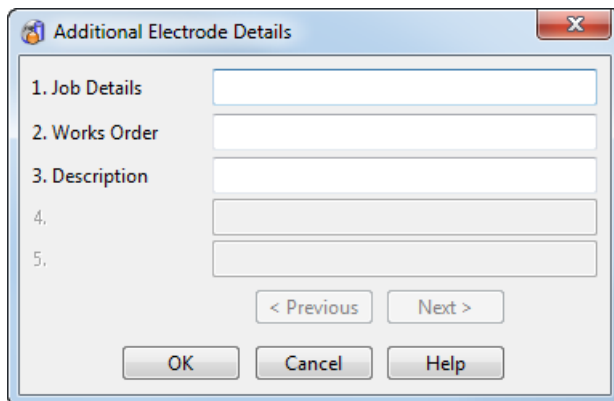 Additional Electrode Details
1. Job Details
2. Works Order
3. Description
4.
5.
< Previous Next >
OK Cancel Help